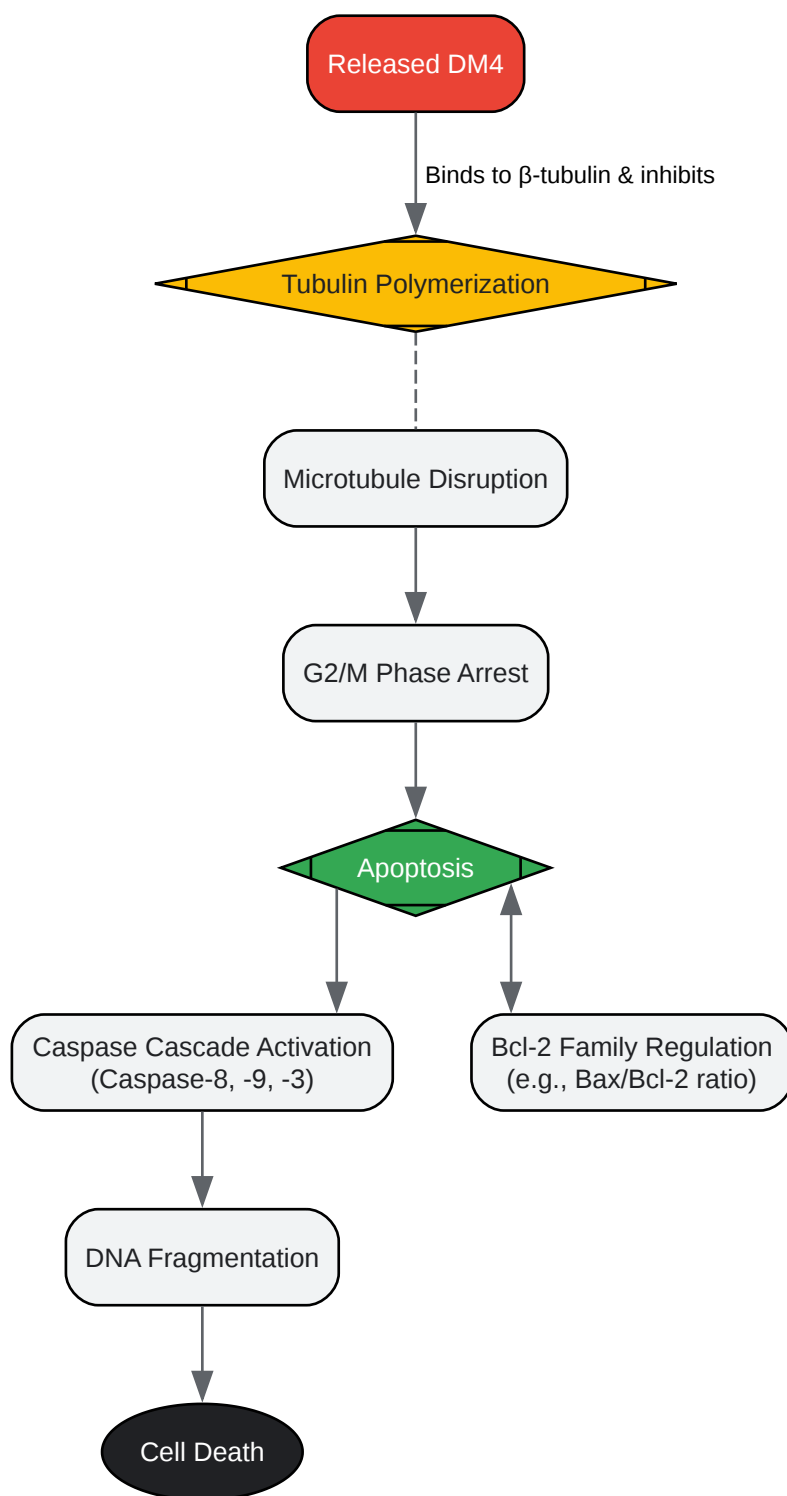 Released DM4
Binds to β-tubulin & inhibits
Tubulin Polymerization
Microtubule Disruption
G2/M Phase Arrest
Apoptosis
Caspase Cascade Activation
(Caspase-8, -9, -3)
Bcl-2 Family Regulation
(e.g., Bax/Bcl-2 ratio)
DNA Fragmentation
Cell Death